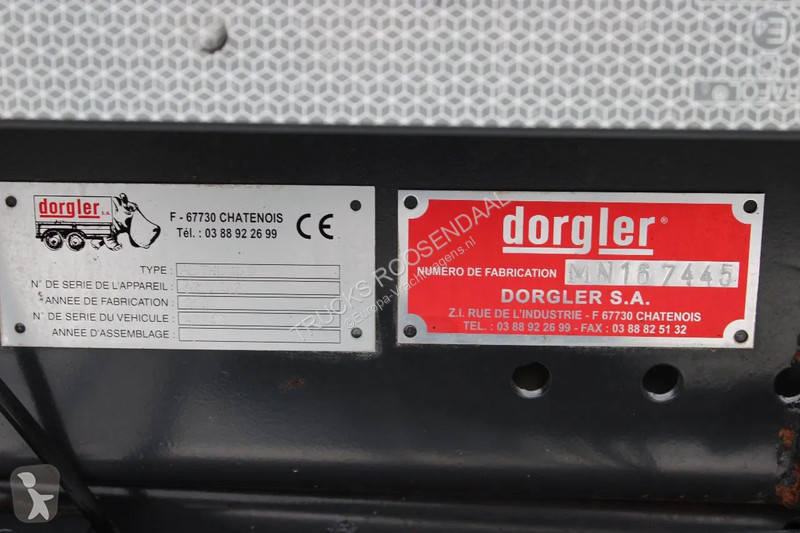 dorgler s.a.
F - 67730 CHATENOIS
Tél. : 03 88 92 26 99
CE
TYPE :
N° DE SERIE DE L'APPAREIL :
ANNEE DE FABRICATION :
N° DE SERIE DU VEHICULE :
ANNEE D'ASSEMBLAGE :
dorgler®
NUMÉRO DE FABRICATION MN167445
DORGLER S.A.
Z.I. RUE DE L'INDUSTRIE - F 67730 CHATENOIS
TEL. : 03 88 92 26 99 - FAX : 03 88 82 51 32
TRUCKS ROOSENDAAL